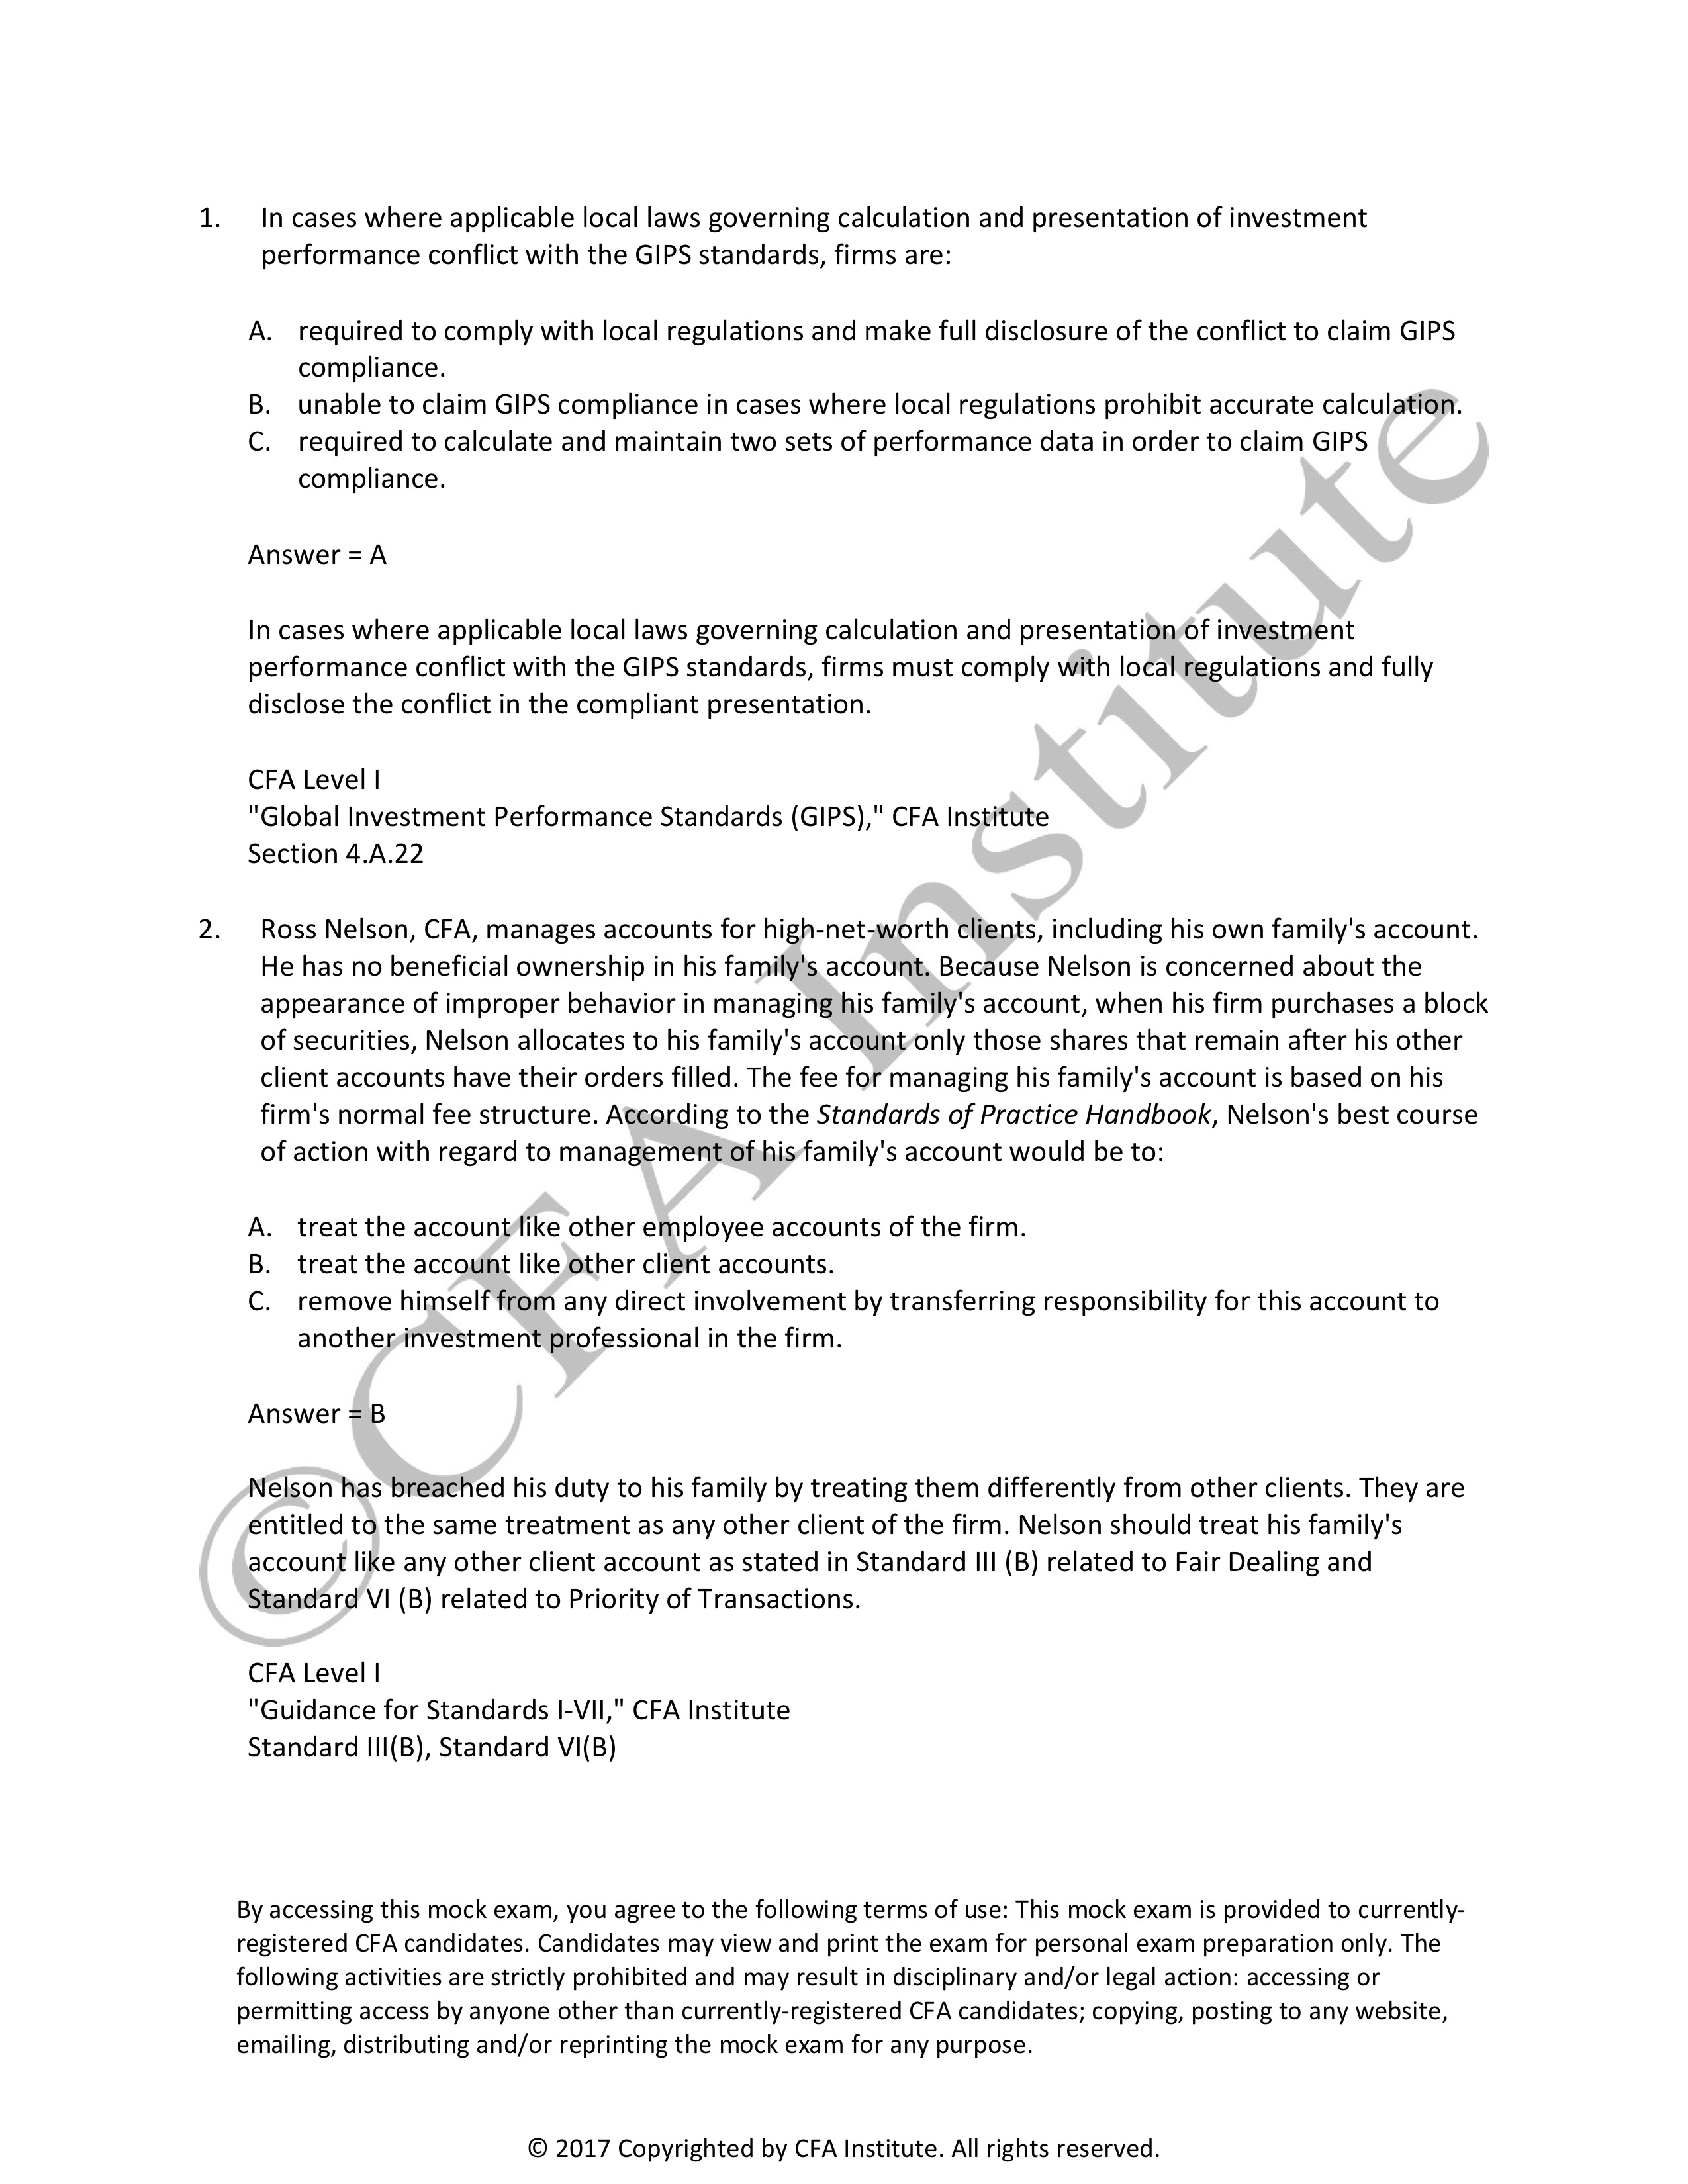 1. In cases where applicable local laws governing calculation and presentation of investment
performance conflict with the GIPS standards, firms are:
A. required to comply with local regulations and make full disclosure of the conflict to claim GIPS
compliance.
B. unable to claim GIPS compliance in cases where local regulations prohibit accurate calculation.
C. required to calculate and maintain two sets of performance data in order to claim GIPS
compliance.
Answer = A
In cases where applicable local laws governing calculation and presentation of investment
performance conflict with the GIPS standards, firms must comply with local regulations and fully
disclose the conflict in the compliant presentation.
CFA Level I
"Global Investment Performance Standards (GIPS)," CFA Institute
Section 4.A.22
2. Ross Nelson, CFA, manages accounts for high-net-worth clients, including his own family's account.
He has no beneficial ownership in his family's account. Because Nelson is concerned about the
appearance of improper behavior in managing his family's account, when his firm purchases a block
of securities, Nelson allocates to his family's account only those shares that remain after his other
client accounts have their orders filled. The fee for managing his family's account is based on his
firm's normal fee structure. According to the Standards of Practice Handbook, Nelson's best course
of action with regard to management of his family's account would be to:
A. treat the account like other employee accounts of the firm.
B. treat the account like other client accounts.
C. remove himself from any direct involvement by transferring responsibility for this account to
another investment professional in the firm.
Answer = B
Nelson has breached his duty to his family by treating them differently from other clients. They are
entitled to the same treatment as any other client of the firm. Nelson should treat his family's
account like any other client account as stated in Standard III (B) related to Fair Dealing and
Standard VI (B) related to Priority of Transactions.
CFA Level I
"Guidance for Standards I-VII," CFA Institute
Standard III(B), Standard VI(B)
By accessing this mock exam, you agree to the following terms of use: This mock exam is provided to currently-
registered CFA candidates. Candidates may view and print the exam for personal exam preparation only. The
following activities are strictly prohibited and may result in disciplinary and/or legal action: accessing or
permitting access by anyone other than currently-registered CFA candidates; copying, posting to any website,
emailing, distributing and/or reprinting the mock exam for any purpose.
© 2017 Copyrighted by CFA Institute. All rights reserved.
© CFA Institute